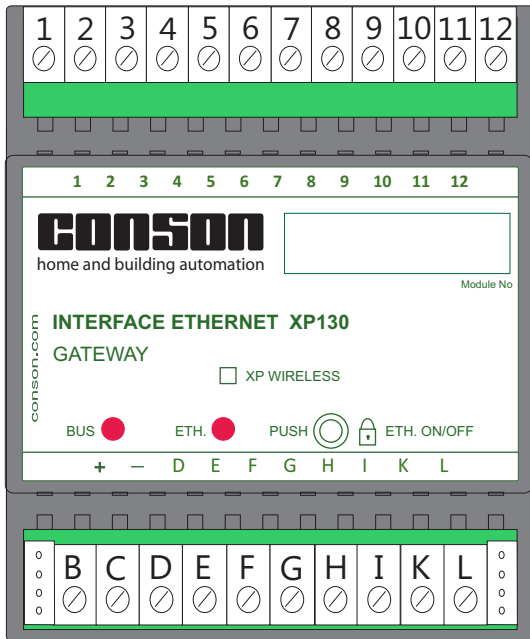 1 2 3 4 5 6 7 8 9 10 11 12
1 2 3 4 5 6 7 8 9 10 11 12
conson
home and building automation
Module No
conson.com
INTERFACE ETHERNET XP130
GATEWAY
XP WIRELESS
BUS ETH. PUSH ETH. ON/OFF
+ – D E F G H I K L
B C D E F G H I K L